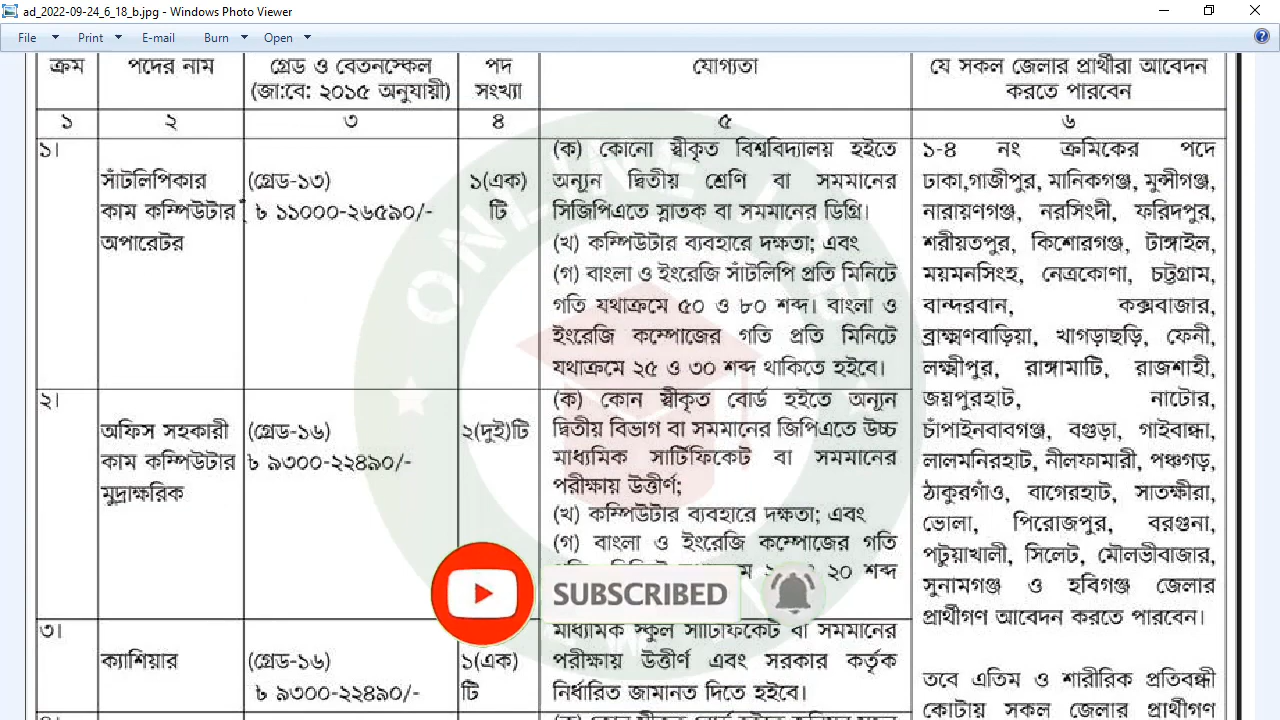 ad_2022-09-24_6_18_b.jpg - Windows Photo Viewer
File Print E-mail Burn Open
ক্রম পদের নাম গ্রেড ও বেতনস্কেল পদ যোগ্যতা যে সকল জেলার প্রার্থীরা আবেদন
(জা:বে: ২০১৫ অনুযায়ী) সংখ্যা করতে পারবেন
১ ২ ৩ ৪ ৫ ৬
১।
সাঁটলিপিকার
কাম কম্পিউটার
অপারেটর
(গ্রেড-১৩)
৳ ১১০০০-২৬৫৯০/-
১(এক)
টি
(ক) কোনো স্বীকৃত বিশ্ববিদ্যালয় হইতে
অন্যূন দ্বিতীয় শ্রেণি বা সমমানের
সিজিপিএতে স্নাতক বা সমমানের ডিগ্রি।
(খ) কম্পিউটার ব্যবহারে দক্ষতা; এবং
(গ) বাংলা ও ইংরেজি সাঁটলিপি প্রতি মিনিটে
গতি যথাক্রমে ৫০ ও ৮০ শব্দ। বাংলা ও
ইংরেজি কম্পোজের গতি প্রতি মিনিটে
যথাক্রমে ২৫ ও ৩০ শব্দ থাকিতে হইবে।
২।
অফিস সহকারী
কাম কম্পিউটার
মুদ্রাক্ষরিক
(গ্রেড-১৬)
৳ ৯৩০০-২২৪৯০/-
২(দুই)টি
(ক) কোন স্বীকৃত বোর্ড হইতে অন্যূন
দ্বিতীয় বিভাগ বা সমমানের জিপিএতে উচ্চ
মাধ্যমিক সার্টিফিকেট বা সমমানের
পরীক্ষায় উত্তীর্ণ;
(খ) কম্পিউটার ব্যবহারে দক্ষতা; এবং
(গ) বাংলা ও ইংরেজি কম্পোজের গতি
২০ শব্দ
৩।
ক্যাশিয়ার
(গ্রেড-১৬)
৳ ৯৩০০-২২৪৯০/-
১(এক)
টি
মাধ্যমিক স্কুল সার্টিফিকেট বা সমমানের
পরীক্ষায় উত্তীর্ণ এবং সরকার কর্তৃক
নির্ধারিত জামানত দিতে হইবে।
১-৪ নং ক্রমিকের পদে
ঢাকা,গাজীপুর, মানিকগঞ্জ, মুন্সীগঞ্জ,
নারায়ণগঞ্জ, নরসিংদী, ফরিদপুর,
শরীয়তপুর, কিশোরগঞ্জ, টাঙ্গাইল,
ময়মনসিংহ, নেত্রকোণা, চট্টগ্রাম,
বান্দরবান, কক্সবাজার,
ব্রাহ্মণবাড়িয়া, খাগড়াছড়ি, ফেনী,
লক্ষ্মীপুর, রাঙ্গামাটি, রাজশাহী,
জয়পুরহাট, নাটোর,
চাঁপাইনবাবগঞ্জ, বগুড়া, গাইবান্ধা,
লালমনিরহাট, নীলফামারী, পঞ্চগড়,
ঠাকুরগাঁও, বাগেরহাট, সাতক্ষীরা,
ভোলা, পিরোজপুর, বরগুনা,
পটুয়াখালী, সিলেট, মৌলভীবাজার,
সুনামগঞ্জ ও হবিগঞ্জ জেলার
প্রার্থীগণ আবেদন করতে পারবেন।
তবে এতিম ও শারীরিক প্রতিবন্ধী
কোটায় সকল জেলার প্রার্থীগণ
SUBSCRIBED